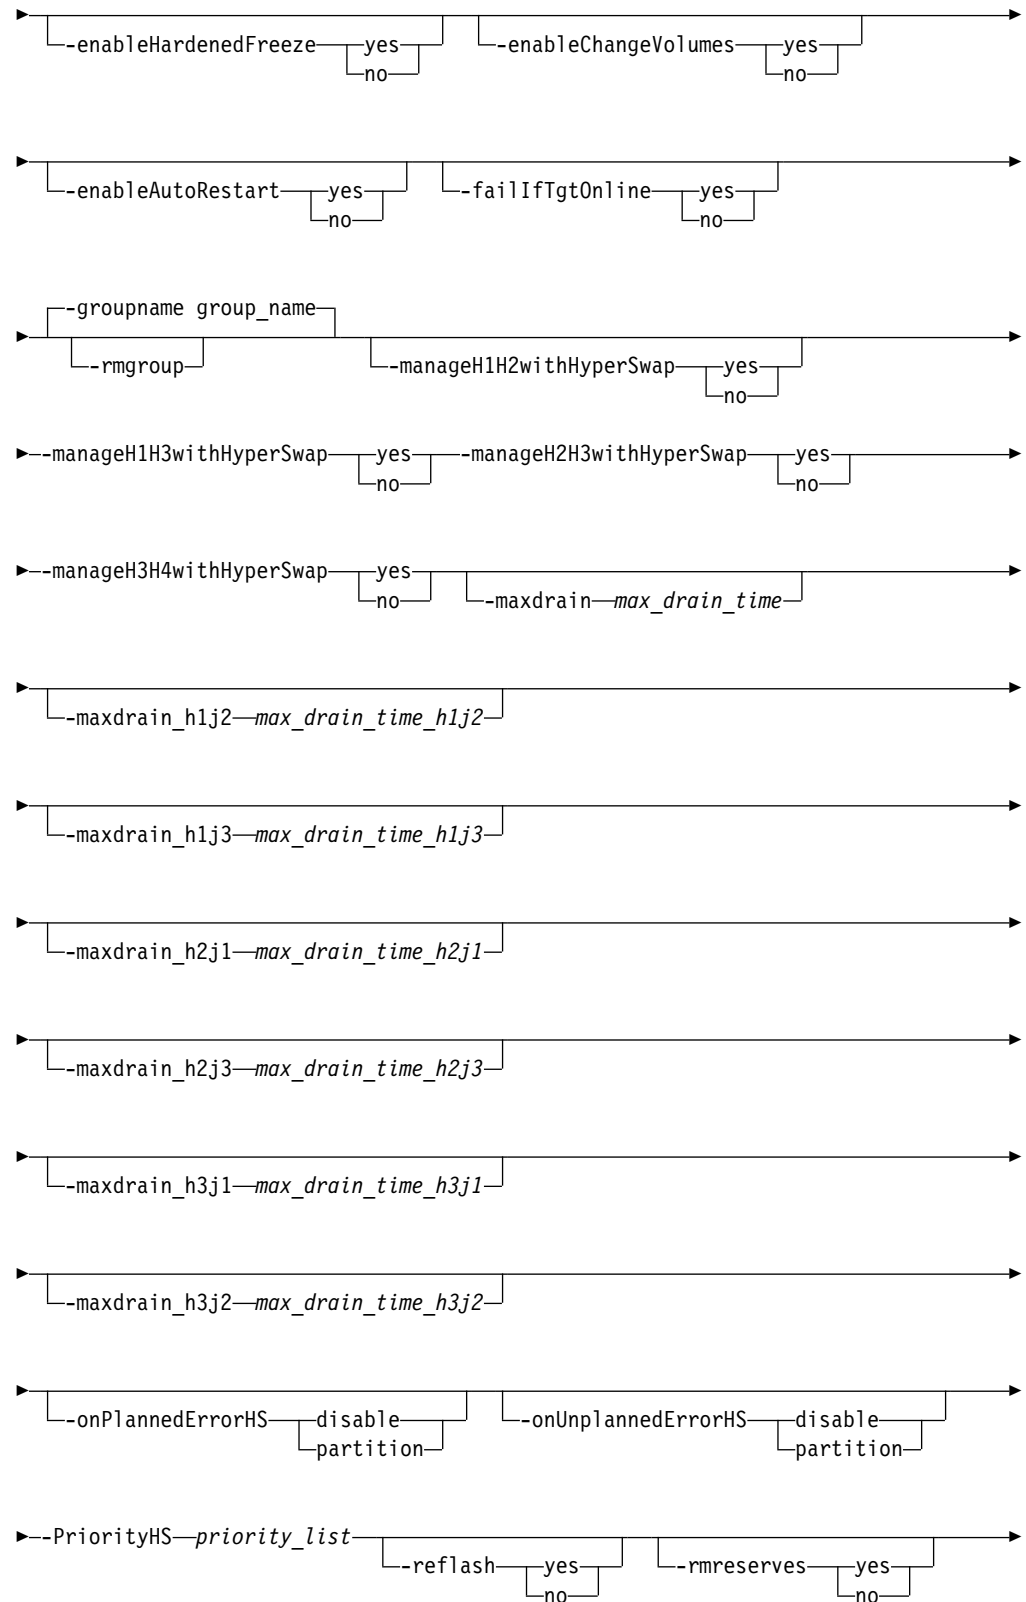 -enableHardenedFreeze yes -enableChangeVolumes yes
no no
-enableAutoRestart yes -failIfTgtOnline yes
no no
-groupname group_name
-rmgroup -manageH1H2withHyperSwap yes
no
-manageH1H3withHyperSwap yes -manageH2H3withHyperSwap yes
no no
-manageH3H4withHyperSwap yes
no -maxdrain max_drain_time
-maxdrain_h1j2 max_drain_time_h1j2
-maxdrain_h1j3 max_drain_time_h1j3
-maxdrain_h2j1 max_drain_time_h2j1
-maxdrain_h2j3 max_drain_time_h2j3
-maxdrain_h3j1 max_drain_time_h3j1
-maxdrain_h3j2 max_drain_time_h3j2
-onPlannedErrorHS disable -onUnplannedErrorHS disable
partition partition
-PriorityHS priority_list
-reflash yes -rmreserves yes
no no